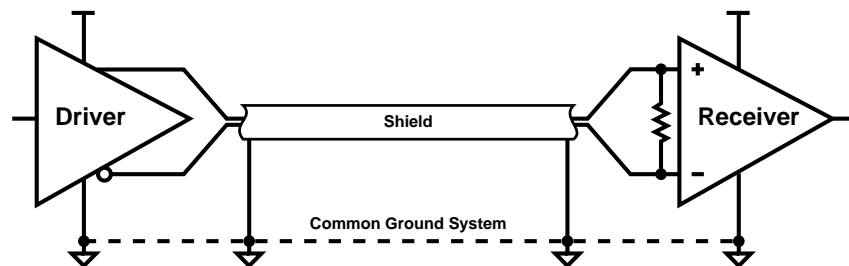 Driver
Shield
+
Receiver
−
Common Ground System